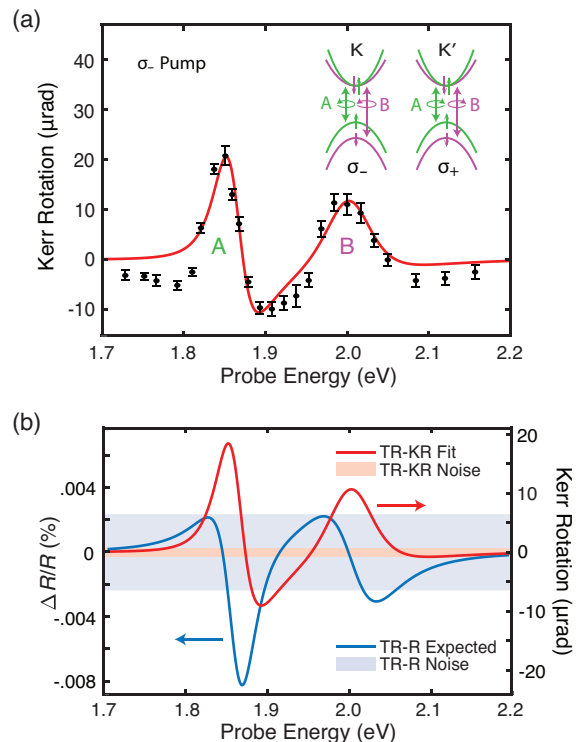 (a)
σ₋ Pump
K
K′
A
B
A
B
σ₋
σ₊
A
B
40
30
20
10
0
-10
Kerr Rotation (μrad)
1.7
1.8
1.9
2.0
2.1
2.2
Probe Energy (eV)
(b)
TR-KR Fit
TR-KR Noise
TR-R Expected
TR-R Noise
.004
0
-.004
-.008
Δ R/R (%)
20
10
0
-10
-20
Kerr Rotation (μrad)
1.7
1.8
1.9
2.0
2.1
2.2
Probe Energy (eV)